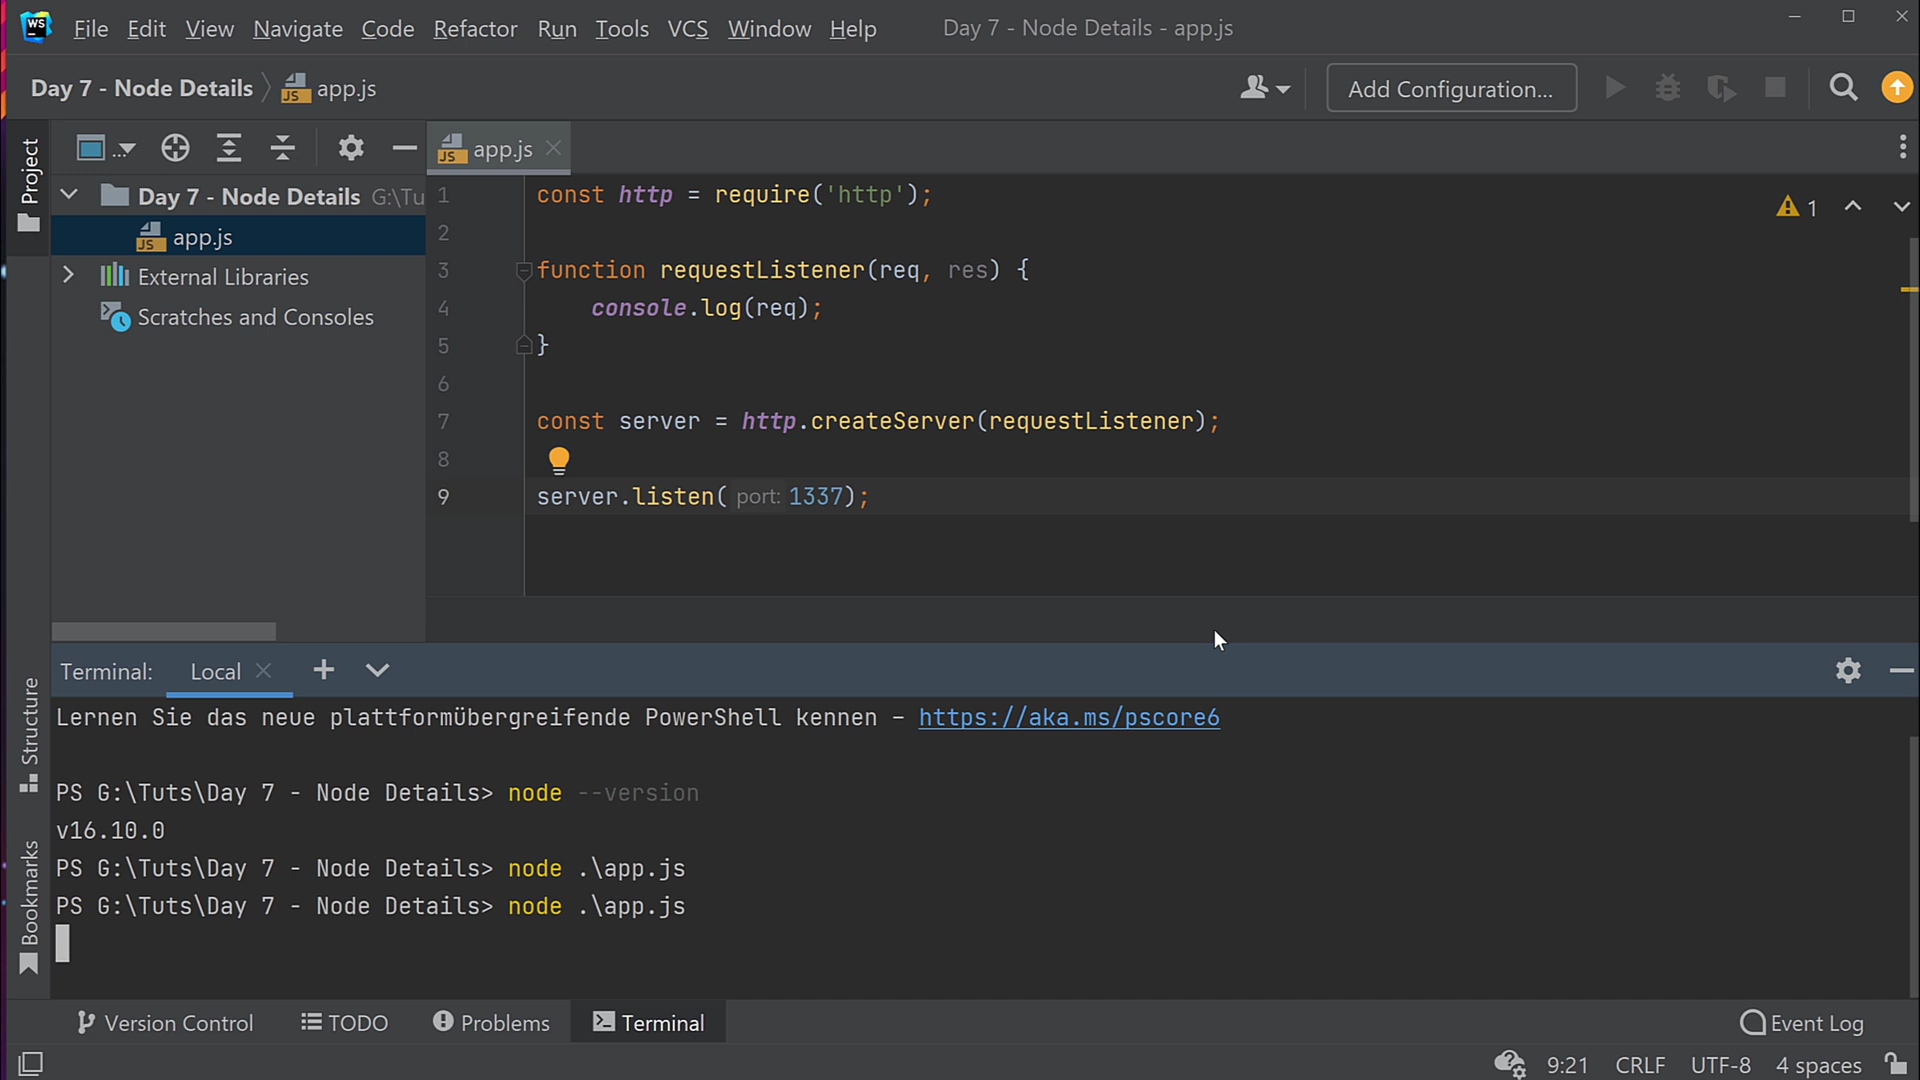 WS File Edit View Navigate Code Refactor Run Tools VCS Window Help Day 7 - Node Details - app.js
Day 7 - Node Details JS app.js Add Configuration...
Project ... JS app.js
Day 7 - Node Details G:\Tu
JS app.js
External Libraries
Scratches and Consoles
1 const http = require('http');
2
3 function requestListener(req, res) {
4 console.log(req);
5 }
6
7 const server = http.createServer(requestListener);
8
9 server.listen( port: 1337);
1
Terminal: Local
Lernen Sie das neue plattformübergreifende PowerShell kennen – https://aka.ms/pscore6
PS G:\Tuts\Day 7 - Node Details> node --version
v16.10.0
PS G:\Tuts\Day 7 - Node Details> node .\app.js
PS G:\Tuts\Day 7 - Node Details> node .\app.js
Structure
Bookmarks
Version Control TODO Problems Terminal Event Log
9:21 CRLF UTF-8 4 spaces